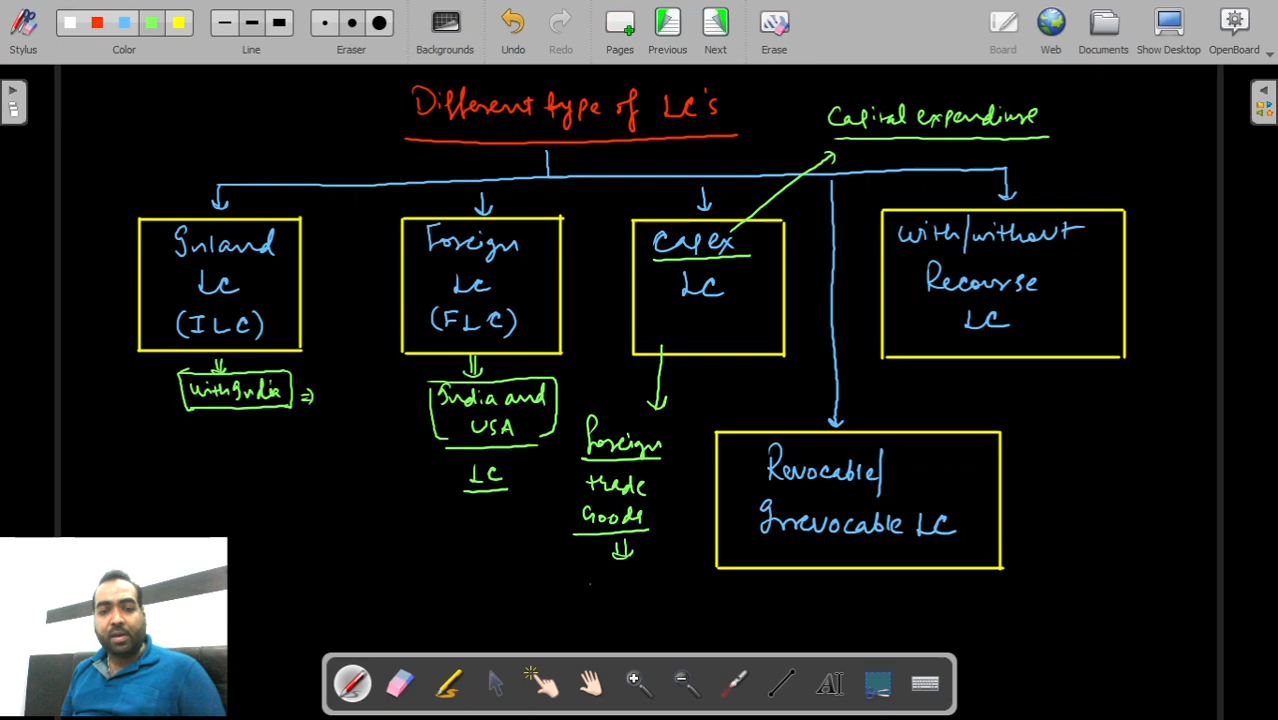 Stylus
Color
Line
Eraser
Backgrounds
Undo
Redo
Pages
Previous
Next
Erase
Board
Web
Documents
Show Desktop
OpenBoard
Different type of LC's
Capital expendiure
Inland
LC
(ILC)
with India =>
Foreign
LC
(FLC)
India and
USA
LC
Capex
LC
foreign
trade
Goods
with/without
Recourse
LC
Revocable/
Irrevocable LC
AI